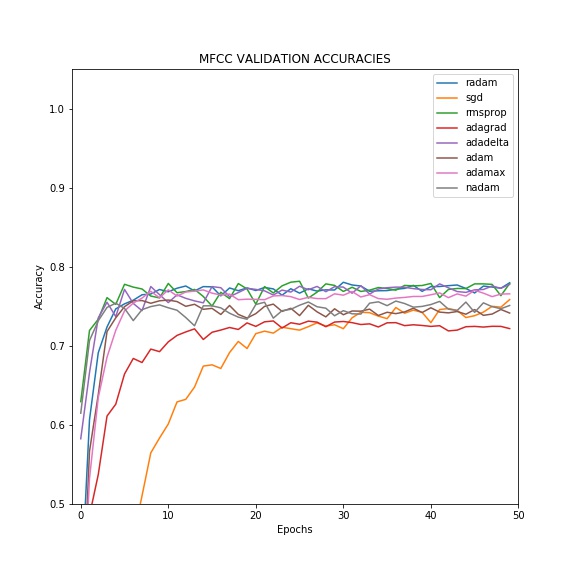 MFCC VALIDATION ACCURACIES
radam
sgd
rmsprop
adagrad
adadelta
adam
adamax
nadam
Accuracy
1.0
0.9
0.8
0.7
0.6
0.5
0 10 20 30 40 50
Epochs